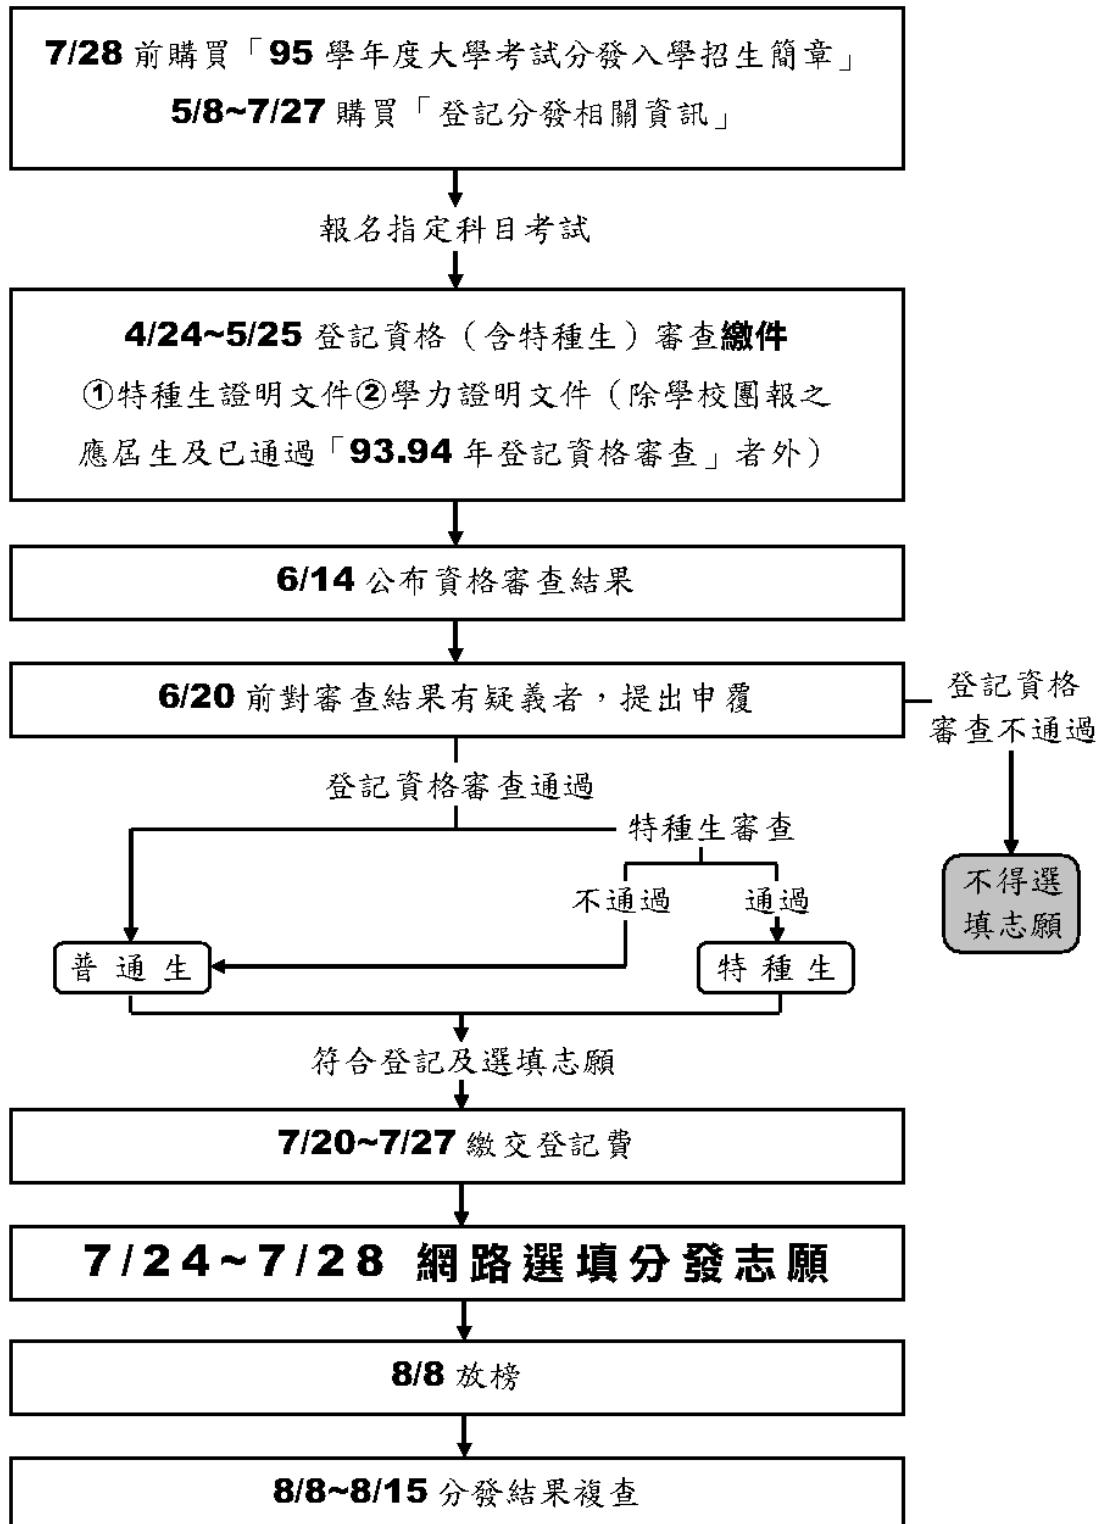 7/28 前購買「95 學年度大學考試分發入學招生簡章」
5/8~7/27 購買「登記分發相關資訊」
報名指定科目考試
4/24~5/25 登記資格（含特種生）審查繳件
①特種生證明文件②學力證明文件（除學校團報之
應屆生及已通過「93.94 年登記資格審查」者外）
6/14 公布資格審查結果
6/20 前對審查結果有疑義者，提出申覆
登記資格
審查不通過
登記資格審查通過
特種生審查
不通過
通過
不得選
填志願
普通生
特種生
符合登記及選填志願
7/20~7/27 繳交登記費
7/24~7/28 網路選填分發志願
8/8 放榜
8/8~8/15 分發結果複查